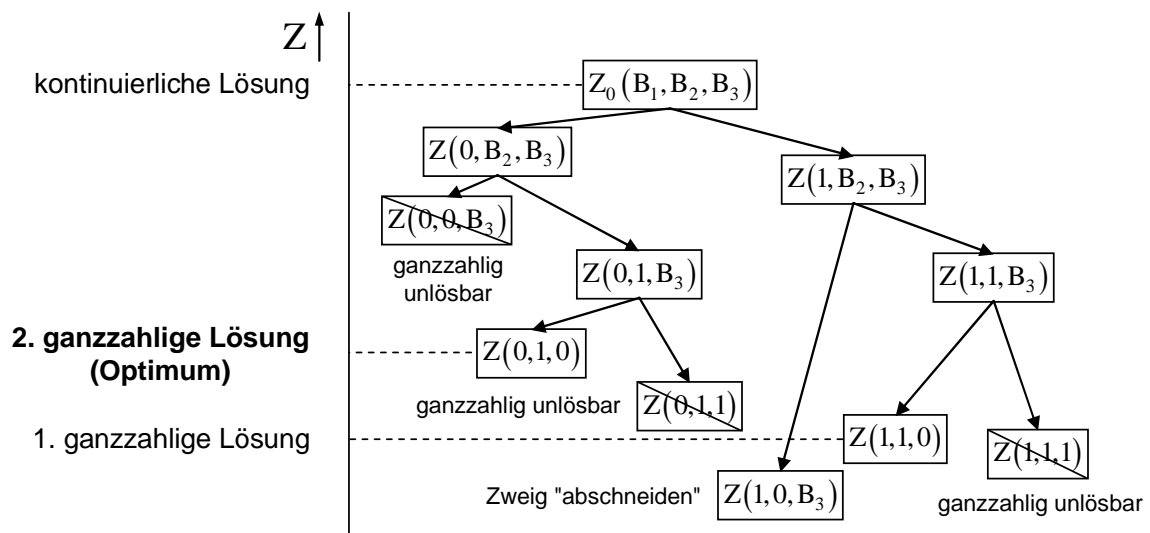 Z
kontinuierliche Lösung
Z₀(B₁,B₂,B₃)
Z(0,B₂,B₃)
Z(1,B₂,B₃)
Z(0,0,B₃)
ganzzahlig
unlösbar
Z(0,1,B₃)
Z(1,1,B₃)
2. ganzzahlige Lösung
(Optimum)
Z(0,1,0)
ganzzahlig unlösbar
Z(0,1,1)
1. ganzzahlige Lösung
Z(1,1,0)
Z(1,1,1)
Zweig "abschneiden"
Z(1,0,B₃)
ganzzahlig unlösbar